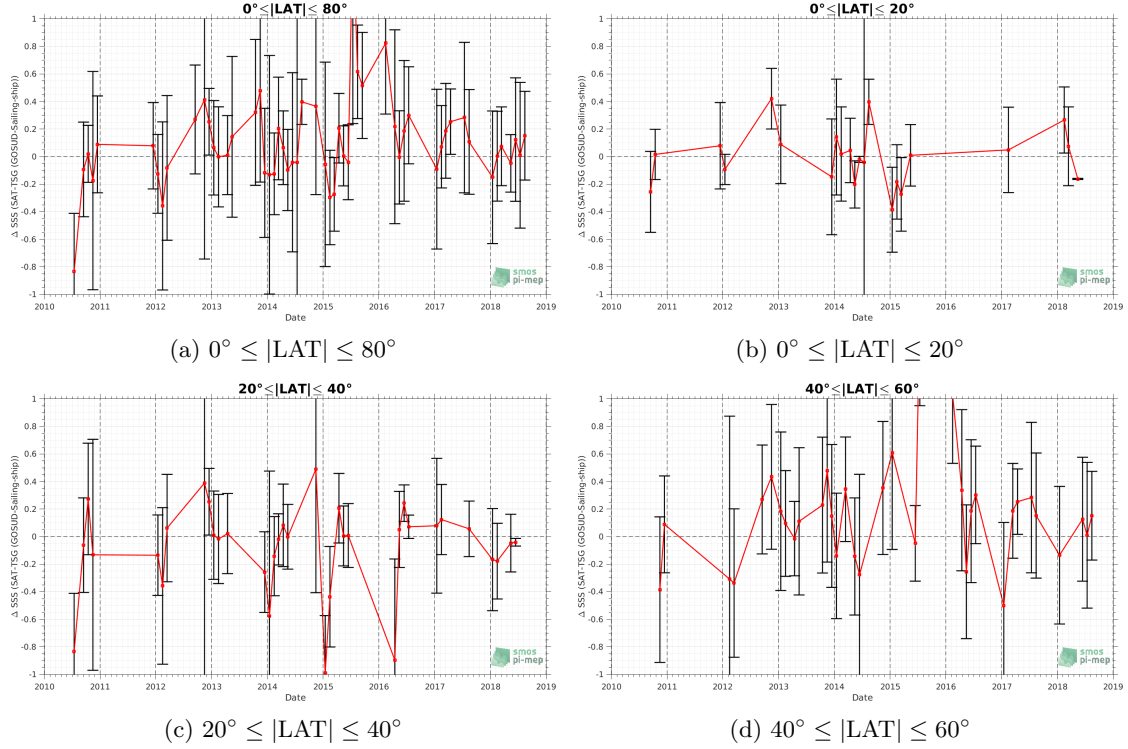 0°≤|LAT|≤ 80°
Δ SSS (SAT-TSG (GOSUD-Sailing-ship))
1
0.8
0.6
0.4
0.2
0
-0.2
-0.4
-0.6
-0.8
-1
2010 2011 2012 2013 2014 2015 2016 2017 2018 2019
Date
smos
pi-mep
(a) 0° ≤ |LAT| ≤ 80°
0°≤|LAT|≤ 20°
Δ SSS (SAT-TSG (GOSUD-Sailing-ship))
1
0.8
0.6
0.4
0.2
0
-0.2
-0.4
-0.6
-0.8
-1
2010 2011 2012 2013 2014 2015 2016 2017 2018 2019
Date
smos
pi-mep
(b) 0° ≤ |LAT| ≤ 20°
20°≤|LAT|≤ 40°
Δ SSS (SAT-TSG (GOSUD-Sailing-ship))
1
0.8
0.6
0.4
0.2
0
-0.2
-0.4
-0.6
-0.8
-1
2010 2011 2012 2013 2014 2015 2016 2017 2018 2019
Date
smos
pi-mep
(c) 20° ≤ |LAT| ≤ 40°
40°≤|LAT|≤ 60°
Δ SSS (SAT-TSG (GOSUD-Sailing-ship))
1
0.8
0.6
0.4
0.2
0
-0.2
-0.4
-0.6
-0.8
-1
2010 2011 2012 2013 2014 2015 2016 2017 2018 2019
Date
smos
pi-mep
(d) 40° ≤ |LAT| ≤ 60°